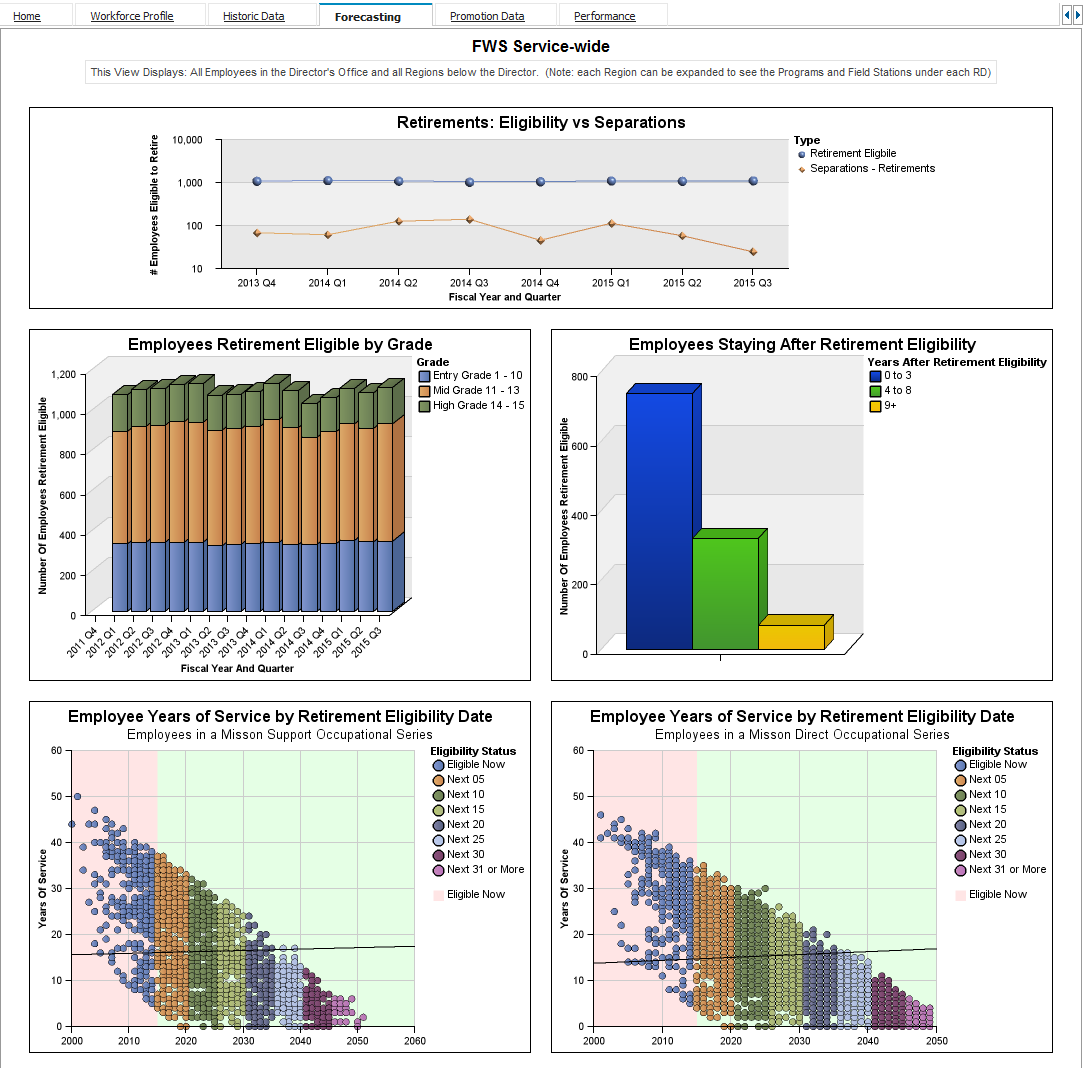 Home
Workforce Profile
Historic Data
Forecasting
Promotion Data
Performance
FWS Service-wide
This View Displays: All Employees in the Director's Office and all Regions below the Director. (Note: each Region can be expanded to see the Programs and Field Stations under each RD)
Retirements: Eligibility vs Separations
# Employees Eligible to Retire
10,000
1,000
100
10
2013 Q4
2014 Q1
2014 Q2
2014 Q3
2014 Q4
2015 Q1
2015 Q2
2015 Q3
Fiscal Year and Quarter
Type
Retirement Eligbile
Separations - Retirements
Employees Retirement Eligible by Grade
Number Of Employees Retirement Eligible
1,200
1,000
800
600
400
200
0
2011 Q4
2012 Q1
2012 Q2
2012 Q3
2012 Q4
2013 Q1
2013 Q2
2013 Q3
2013 Q4
2014 Q1
2014 Q2
2014 Q3
2014 Q4
2015 Q1
2015 Q2
2015 Q3
Fiscal Year And Quarter
Grade
Entry Grade 1 - 10
Mid Grade 11 - 13
High Grade 14 - 15
Employees Staying After Retirement Eligibility
Number Of Employees Retirement Eligible
800
600
400
200
0
Years After Retirement Eligibility
0 to 3
4 to 8
9+
Employee Years of Service by Retirement Eligibility Date
Employees in a Misson Support Occupational Series
Years Of Service
60
50
40
30
20
10
0
2000
2010
2020
2030
2040
2050
2060
Eligibility Status
Eligible Now
Next 05
Next 10
Next 15
Next 20
Next 25
Next 30
Next 31 or More
Eligible Now
Employee Years of Service by Retirement Eligibility Date
Employees in a Misson Direct Occupational Series
Years Of Service
60
50
40
30
20
10
0
2000
2010
2020
2030
2040
2050
Eligibility Status
Eligible Now
Next 05
Next 10
Next 15
Next 20
Next 25
Next 30
Next 31 or More
Eligible Now